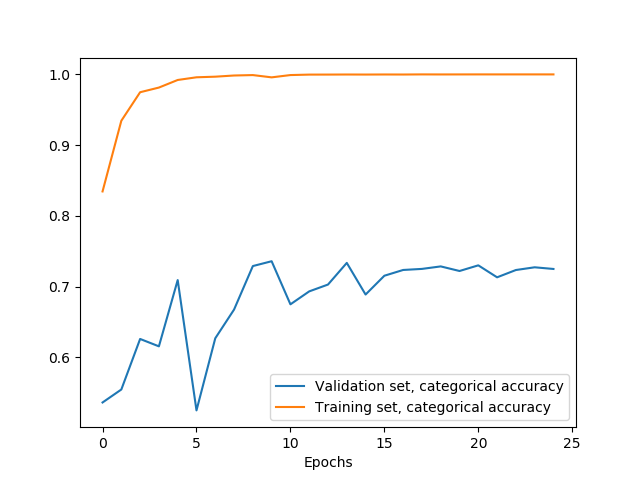 1.0
0.9
0.8
0.7
0.6
Validation set, categorical accuracy
Training set, categorical accuracy
0 5 10 15 20 25
Epochs